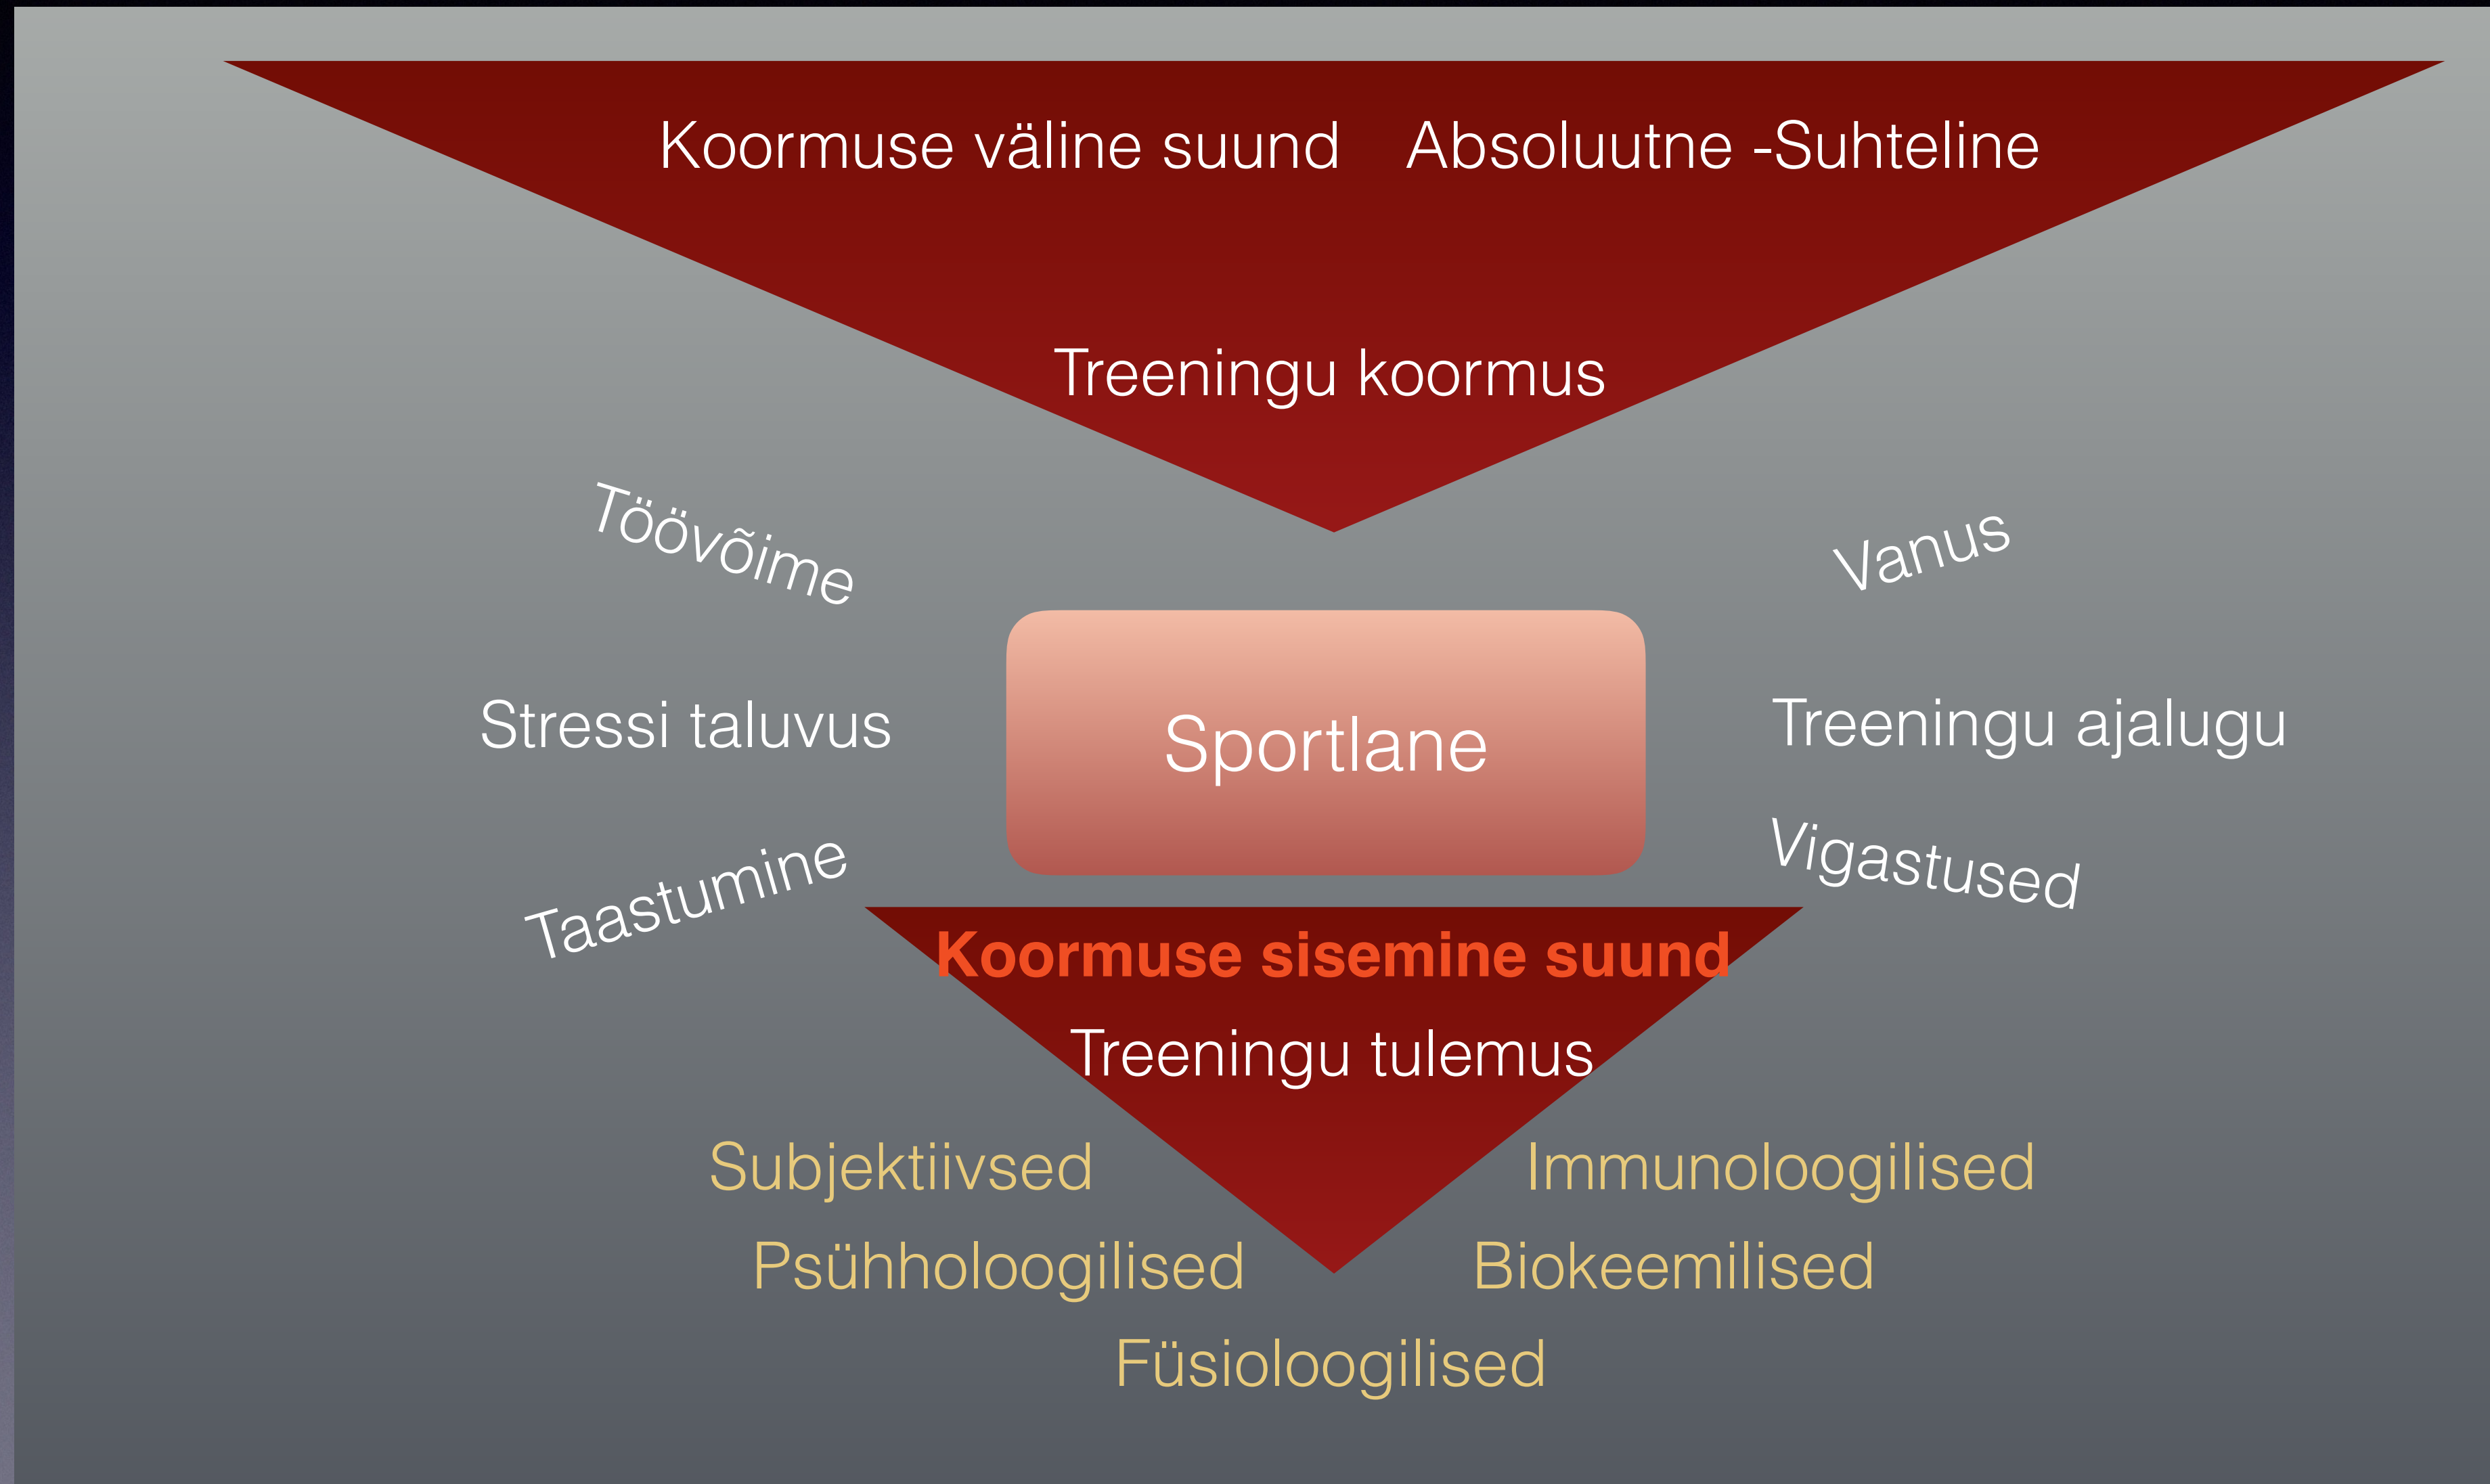 Koormuse väline suund Absoluutne -Suhteline
Treeningu koormus
Töövõime
Vanus
Stressi taluvus
Sportlane
Treeningu ajalugu
Taastumine
Vigastused
Koormuse sisemine suund
Treeningu tulemus
Subjektiivsed
Immunoloogilised
Psühholoogilised
Biokeemilised
Füsioloogilised